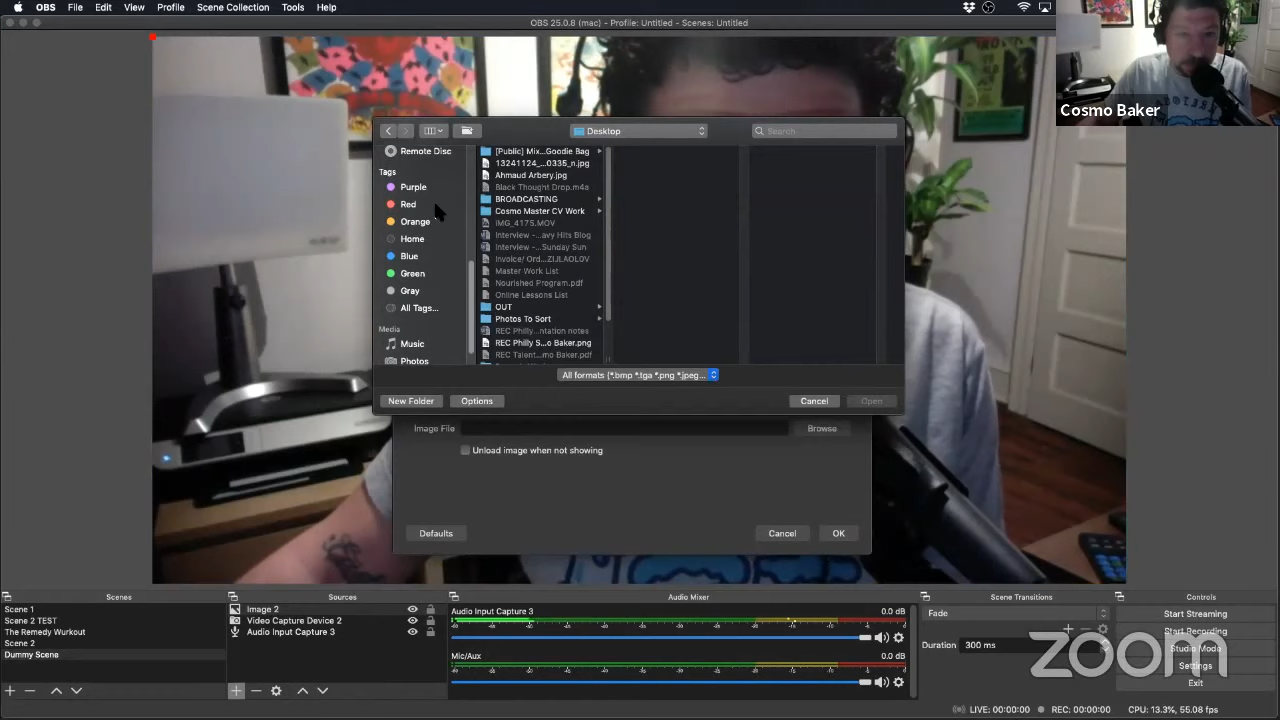 OBS File Edit View Profile Scene Collection Tools Help
OBS 25.0.8 (mac) - Profile: Untitled - Scenes: Untitled
Cosmo Baker
Desktop
Search
Remote Disc
Tags
Purple
Red
Orange
Home
Blue
Green
Gray
All Tags...
Media
Music
Photos
[Public] Mix...Goodie Bag
13241124_...0335_n.jpg
Ahmaud Arbery.jpg
Black Thought Drop.m4a
BROADCASTING
Cosmo Master CV Work
IMG_4175.MOV
Interview -...avy Hits Blog
Interview -...Sunday Sun
Invoice/ Ord...ZIJLAOL0V
Master Work List
Nourished Program.pdf
Online Lessons List
OUT
Photos To Sort
REC Philly...ntation notes
REC Philly S...o Baker.png
REC Talent...mo Baker.pdf
All formats (*.bmp *.tga *.png *.jpeg...
New Folder Options Cancel Open
Image File Browse
Unload image when not showing
Defaults Cancel OK
Scenes
Scene 1
Scene 2 TEST
The Remedy Workout
Scene 2
Dummy Scene
Sources
Image 2
Video Capture Device 2
Audio Input Capture 3
Audio Mixer
Audio Input Capture 3 0.0 dB
Mic/Aux 0.0 dB
Scene Transitions
Fade
Duration 300 ms
Controls
Start Streaming
Start Recording
Studio Mode
Settings
Exit
zoom
LIVE: 00:00:00 REC: 00:00:00 CPU: 13.3%, 55.08 fps